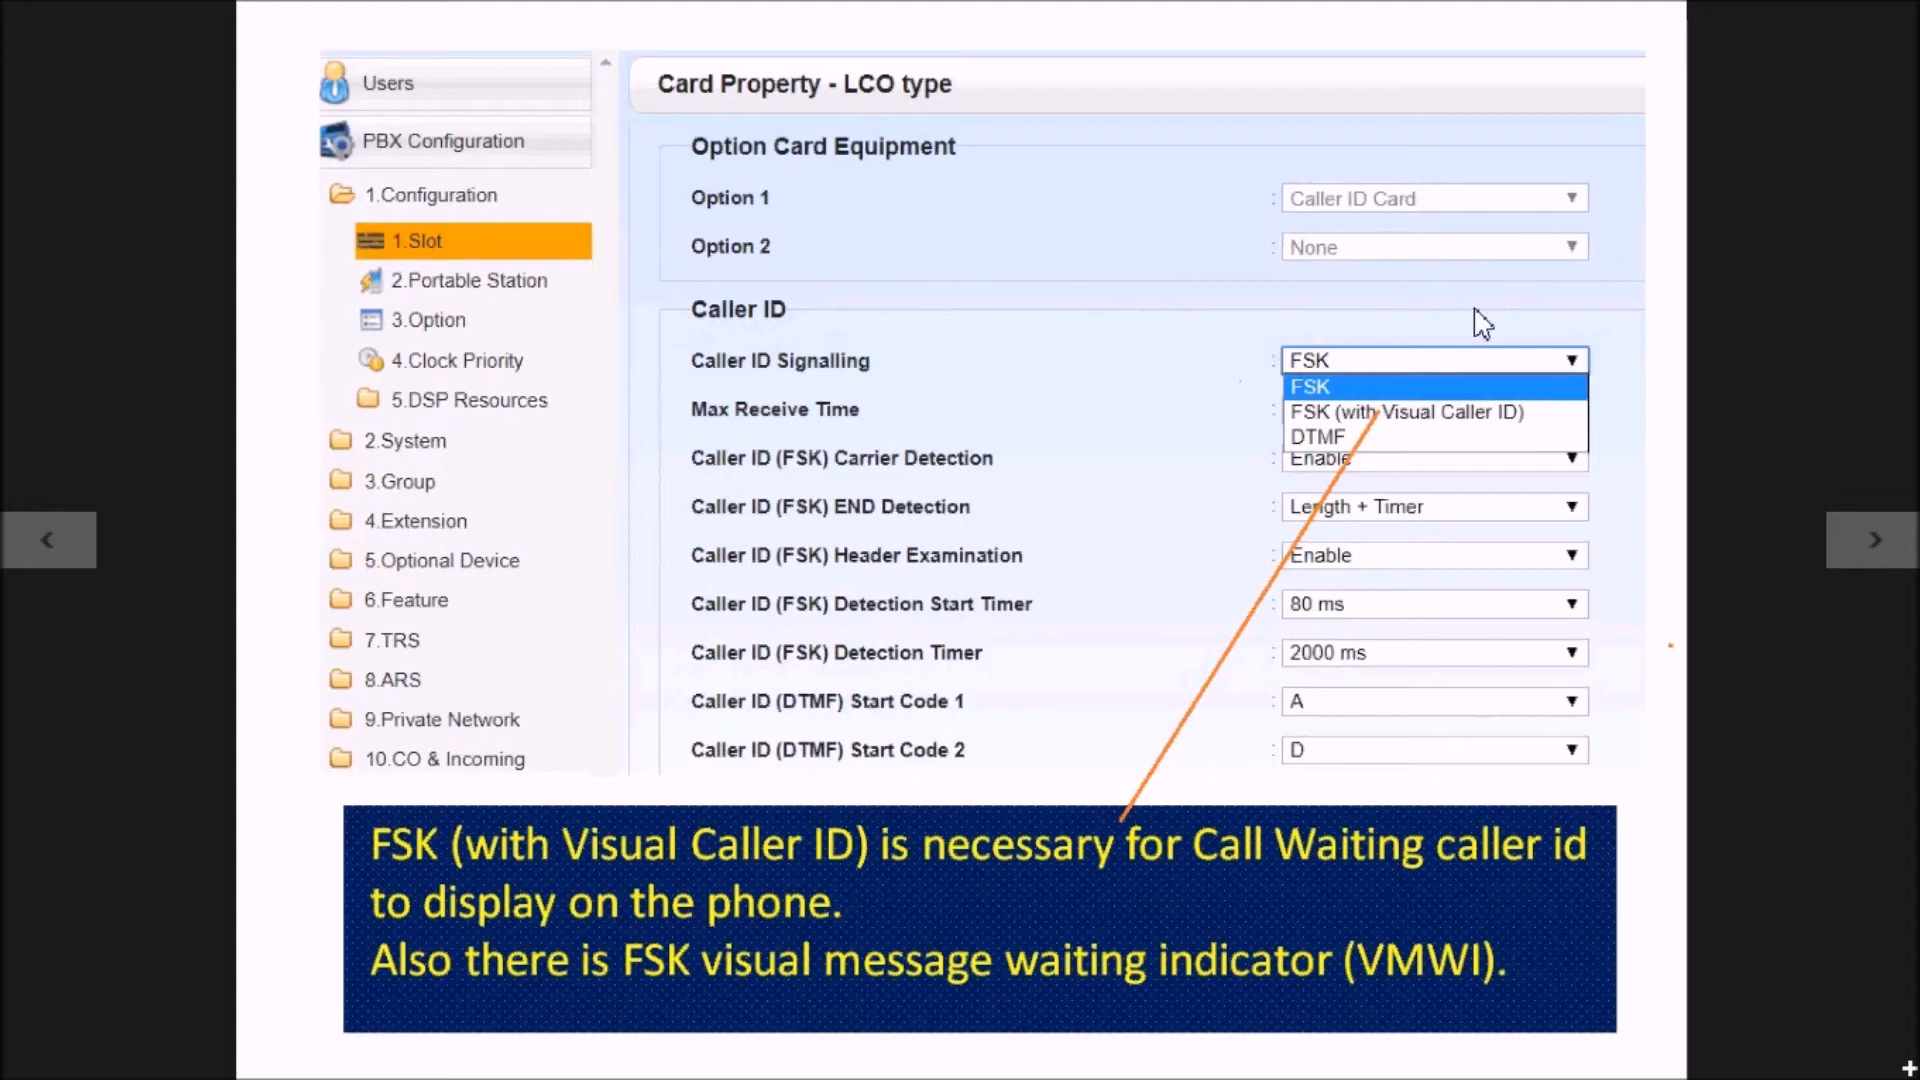 Users
PBX Configuration
1.Configuration
1.Slot
2.Portable Station
3.Option
4.Clock Priority
5.DSP Resources
2.System
3.Group
4.Extension
5.Optional Device
6.Feature
7.TRS
8.ARS
9.Private Network
10.CO & Incoming
Card Property - LCO type
Option Card Equipment
Option 1 : Caller ID Card
Option 2 : None
Caller ID
Caller ID Signalling : FSK
FSK
FSK (with Visual Caller ID)
DTMF
Max Receive Time :
Caller ID (FSK) Carrier Detection : Enable
Caller ID (FSK) END Detection : Length + Timer
Caller ID (FSK) Header Examination : Enable
Caller ID (FSK) Detection Start Timer : 80 ms
Caller ID (FSK) Detection Timer : 2000 ms
Caller ID (DTMF) Start Code 1 : A
Caller ID (DTMF) Start Code 2 : D
FSK (with Visual Caller ID) is necessary for Call Waiting caller id
to display on the phone.
Also there is FSK visual message waiting indicator (VMWI).